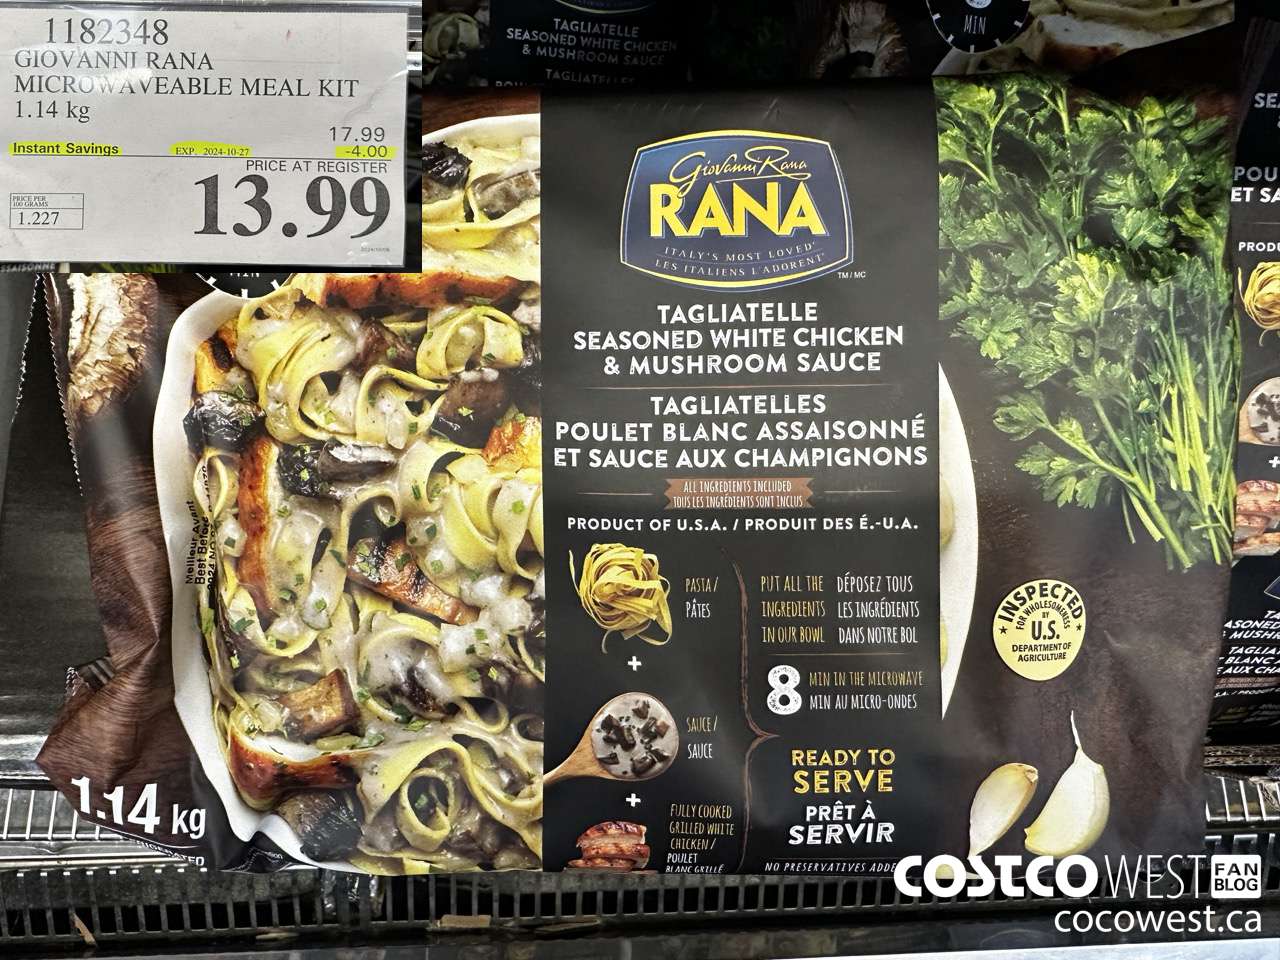 1182348
GIOVANNI RANA
MICROWAVEABLE MEAL KIT
1.14 kg
17.99
Instant Savings EXP. 2024-10-27 -4.00
PRICE AT REGISTER
13.99
PRICE PER
100 GRAMS
1.227
TAGLIATELLE
SEASONED WHITE CHICKEN
& MUSHROOM SAUCE
TAGLIATELLES
MIN
Giovanni Rana
RANA
ITALY'S MOST LOVED
LES ITALIENS L'ADORENT
TM/MC
TAGLIATELLE
SEASONED WHITE CHICKEN
& MUSHROOM SAUCE
TAGLIATELLES
POULET BLANC ASSAISONNÉ
ET SAUCE AUX CHAMPIGNONS
ALL INGREDIENTS INCLUDED
TOUS LES INGRÉDIENTS SONT INCLUS
PRODUCT OF U.S.A. / PRODUIT DES É.-U.A.
PASTA /
PÂTES
+
SAUCE /
SAUCE
+
FULLY COOKED
GRILLED WHITE
CHICKEN /
POULET
BLANC GRILLÉ
PUT ALL THE
INGREDIENTS
IN OUR BOWL
DÉPOSEZ TOUS
LES INGRÉDIENTS
DANS NOTRE BOL
8 MIN IN THE MICROWAVE
MIN AU MICRO-ONDES
READY TO
SERVE
PRÊT À
SERVIR
NO PRESERVATIVES ADDE
INSPECTED
FOR WHOLESOMENESS
BY
U.S.
DEPARTMENT OF
AGRICULTURE
Meilleur Avant
Best Before
1.14 kg
COSTCO WEST FAN
BLOG
cocowest.ca